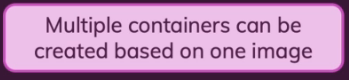 Multiple containers can be
created based on one image